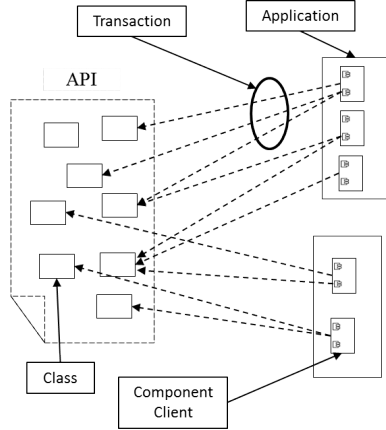 Transaction
Application
API
Class
Component
Client